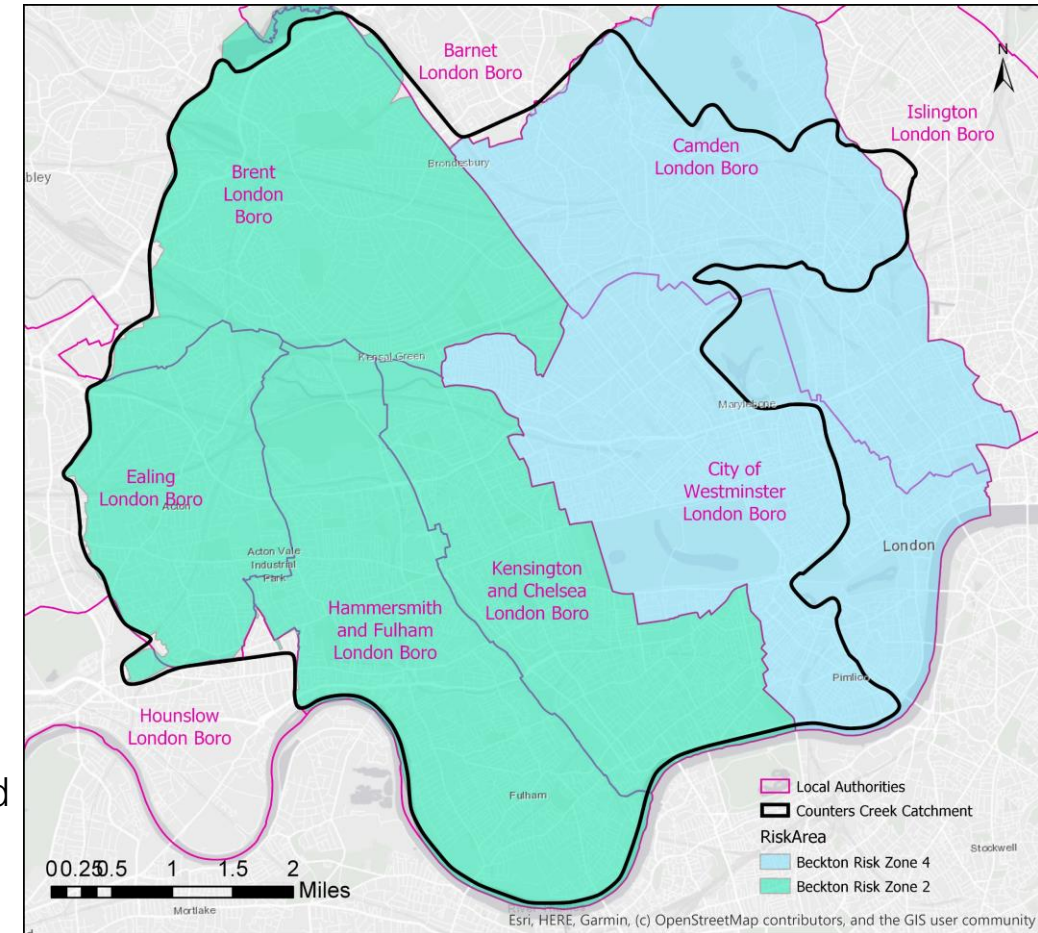 Barnet
London Boro
N
Islington
London Boro
Camden
London Boro
Brondesbury
bley
Brent
London
Boro
Kensal Green
Marylebone
City of
Westminster
London Boro
Ealing
London Boro
Acton
London
Acton Vale
Industrial
Park
Kensington
and Chelsea
London Boro
Hammersmith
and Fulham
London Boro
Pimlico
Hounslow
London Boro
d
Fulham
Local Authorities
Counters Creek Catchment
RiskArea
Beckton Risk Zone 4
Beckton Risk Zone 2
Stockwell
0 0.25 0.5 1 1.5 2
Miles
Mortlake
Esri, HERE, Garmin, (c) OpenStreetMap contributors, and the GIS user community